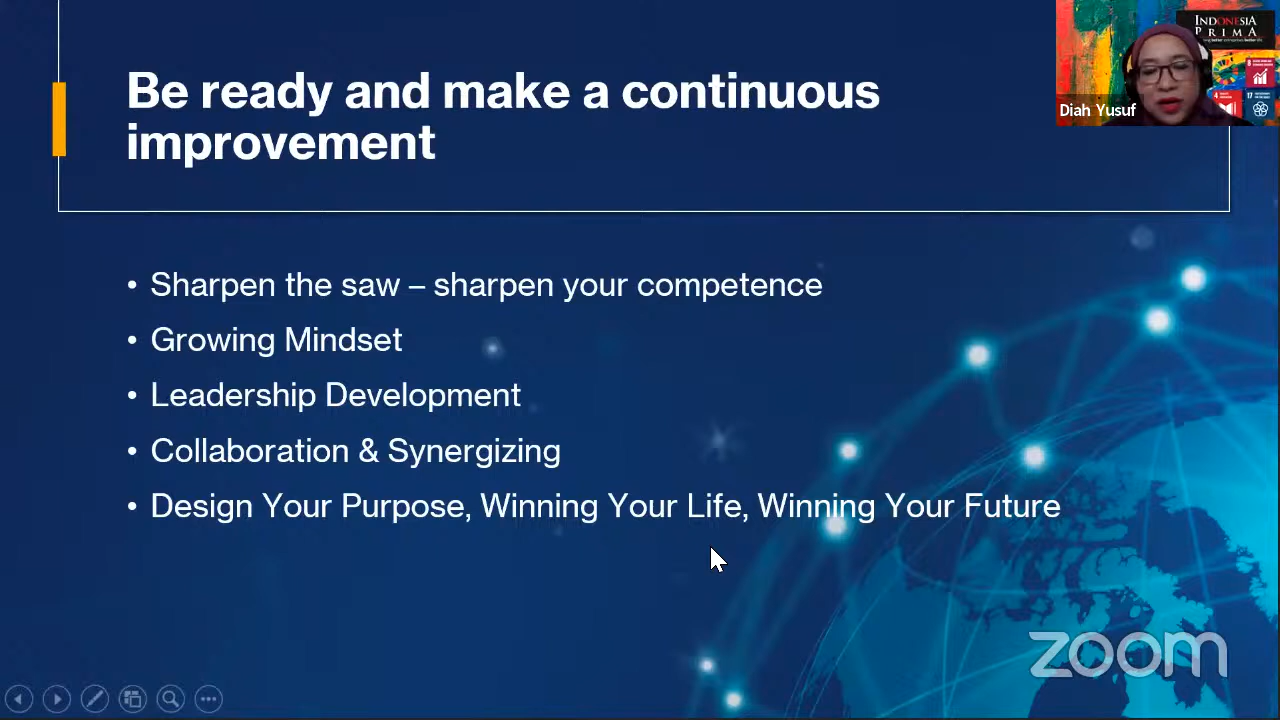 Be ready and make a continuous
improvement
INDONESIA
PRIMA
Diah Yusuf
• Sharpen the saw – sharpen your competence
• Growing Mindset
• Leadership Development
• Collaboration & Synergizing
• Design Your Purpose, Winning Your Life, Winning Your Future
zoom